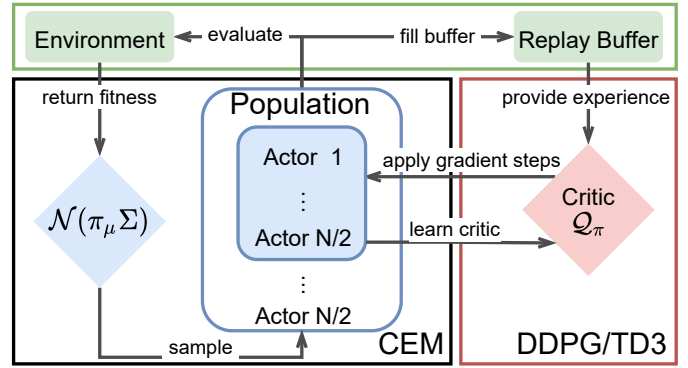 Environment
evaluate
fill buffer
Replay Buffer
return fitness
provide experience
Population
Actor 1
⋮
Actor N/2
⋮
Actor N/2
apply gradient steps
learn critic
𝒩(π_μ Σ)
Critic
𝒬_π
sample
CEM
DDPG/TD3